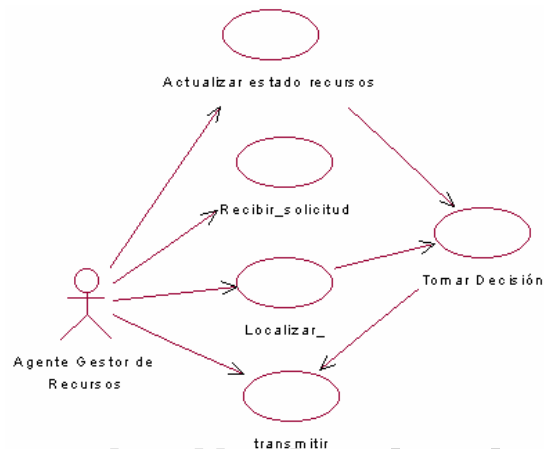 Actualizar estado recursos
Recibir_solicitud
Tomar Decisión
Localizar_
Agente Gestor de
Recursos
transmitir